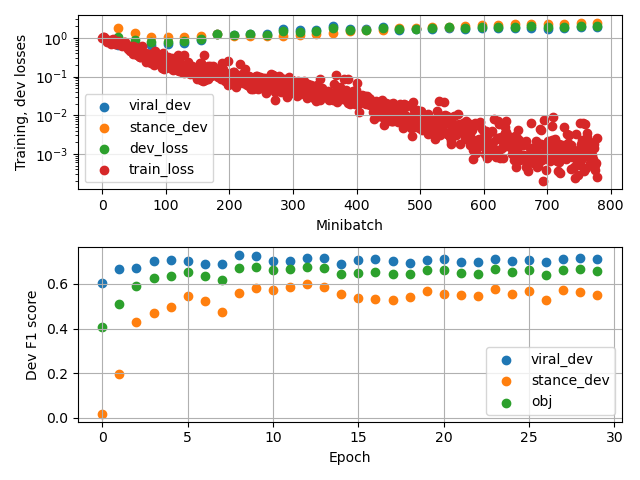 Training, dev losses
10⁰
10⁻¹
10⁻²
10⁻³
viral_dev
stance_dev
dev_loss
train_loss
0 100 200 300 400 500 600 700 800
Minibatch
Dev F1 score
0.6
0.4
0.2
0.0
viral_dev
stance_dev
obj
0 5 10 15 20 25 30
Epoch